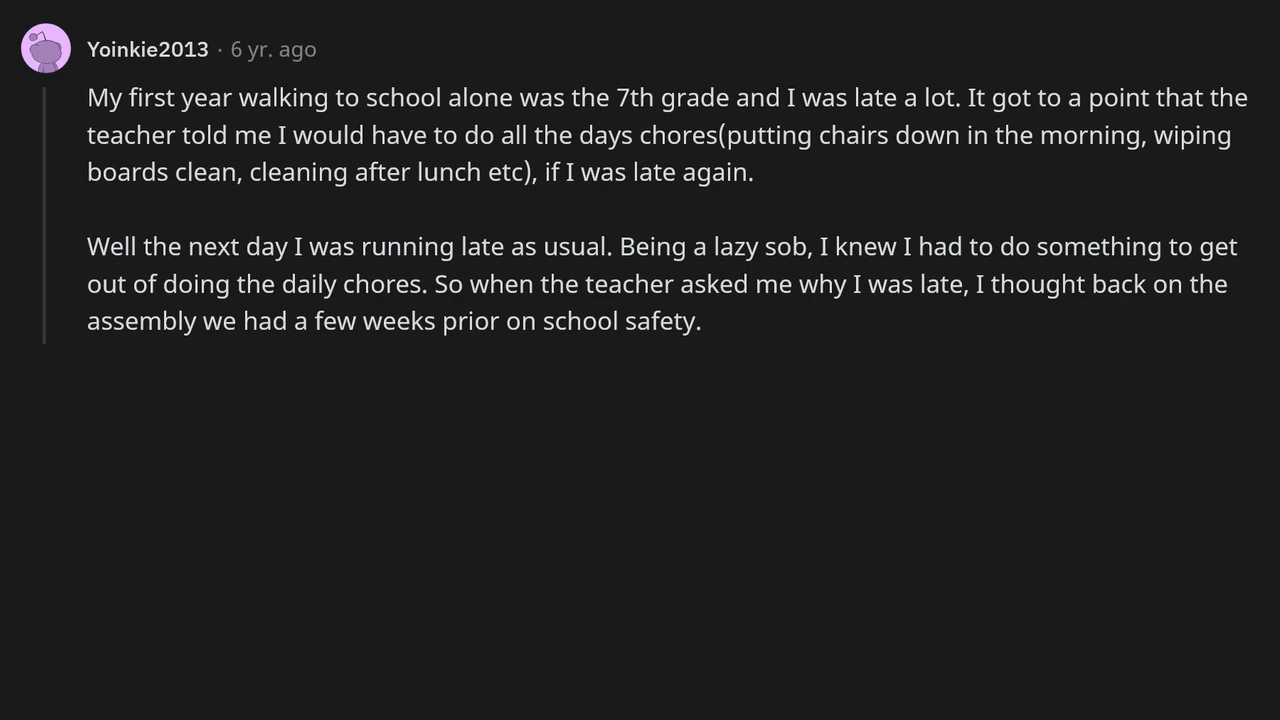 Yoinkie2013 · 6 yr. ago
My first year walking to school alone was the 7th grade and I was late a lot. It got to a point that the
teacher told me I would have to do all the days chores(putting chairs down in the morning, wiping
boards clean, cleaning after lunch etc), if I was late again.
Well the next day I was running late as usual. Being a lazy sob, I knew I had to do something to get
out of doing the daily chores. So when the teacher asked me why I was late, I thought back on the
assembly we had a few weeks prior on school safety.